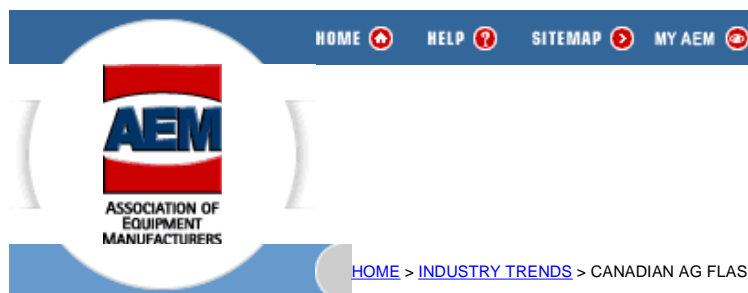 HOME HELP SITEMAP MY AEM
AEM
ASSOCIATION OF
EQUIPMENT
MANUFACTURERS
HOME > INDUSTRY TRENDS > CANADIAN AG FLAS